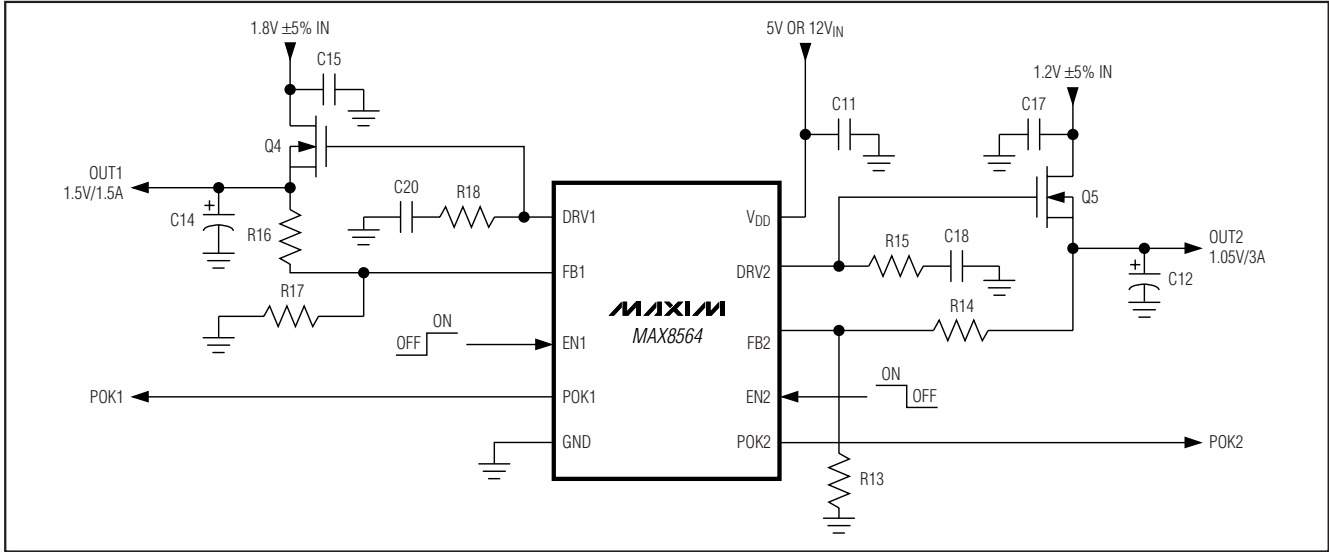 1.8V ±5% IN
C15
Q4
OUT1
1.5V/1.5A
C14
+
R16
C20
R18
R17
OFF
ON
POK1
DRV1
FB1
EN1
POK1
GND
MAXIM
MAX8564
VDD
DRV2
FB2
EN2
POK2
5V OR 12VIN
C11
1.2V ±5% IN
C17
Q5
R15
C18
OUT2
1.05V/3A
+
C12
R14
ON
OFF
POK2
R13